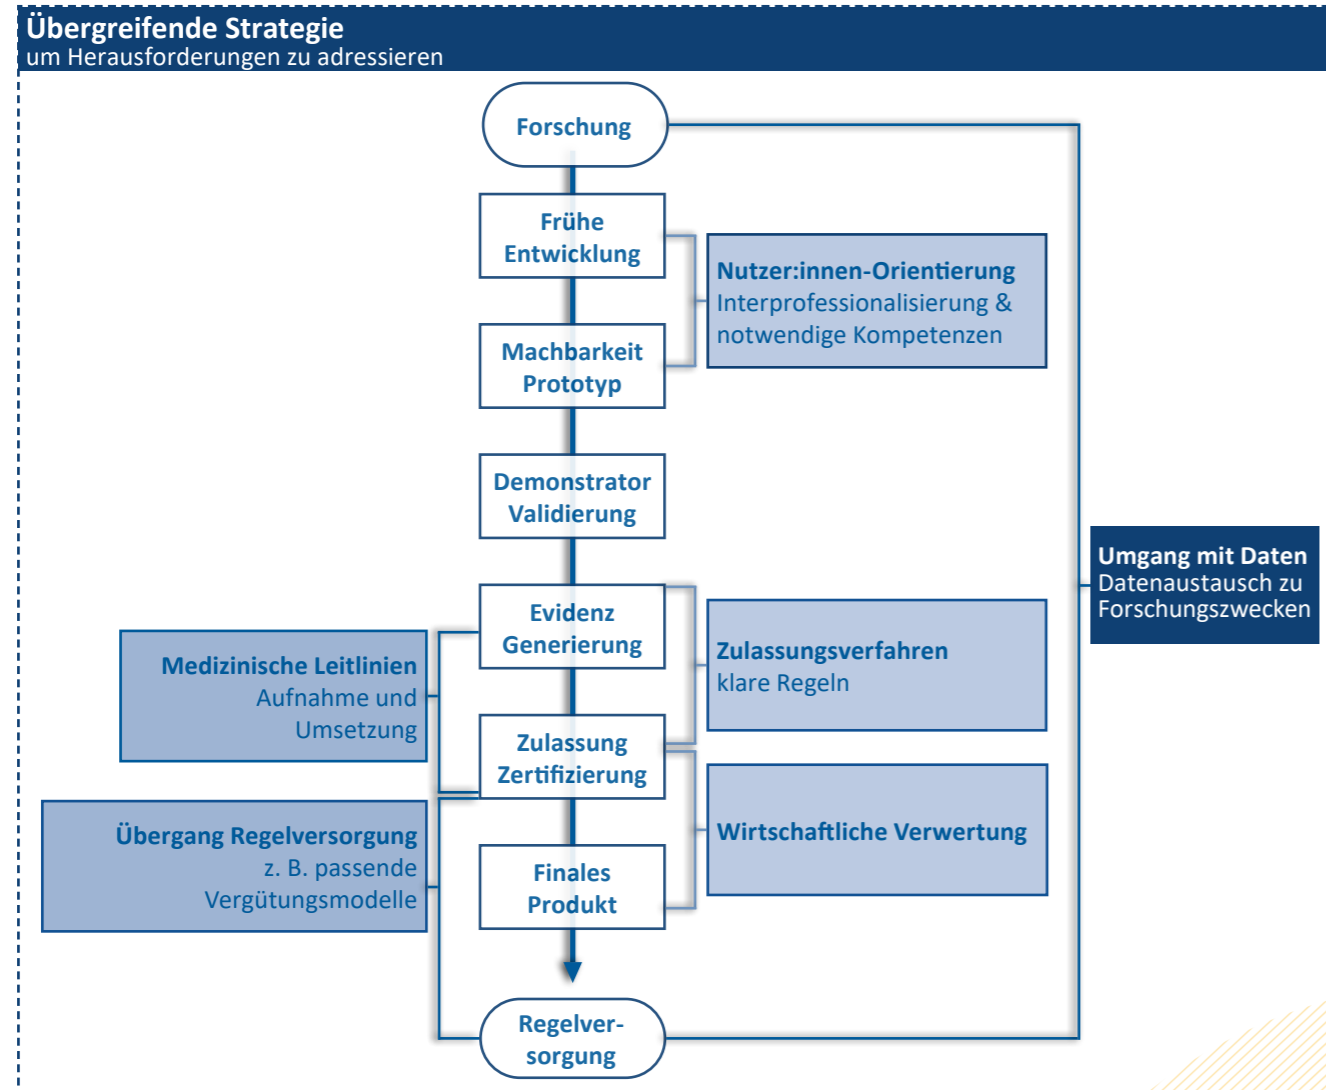 Übergreifende Strategie
um Herausforderungen zu adressieren
Forschung
Frühe
Entwicklung
Nutzer:innen-Orientierung
Interprofessionalisierung &
notwendige Kompetenzen
Machbarkeit
Prototyp
Demonstrator
Validierung
Umgang mit Daten
Datenaustausch zu
Forschungszwecken
Evidenz
Generierung
Zulassungsverfahren
klare Regeln
Medizinische Leitlinien
Aufnahme und
Umsetzung
Zulassung
Zertifizierung
Wirtschaftliche Verwertung
Übergang Regelversorgung
z. B. passende
Vergütungsmodelle
Finales
Produkt
Regelver-
sorgung